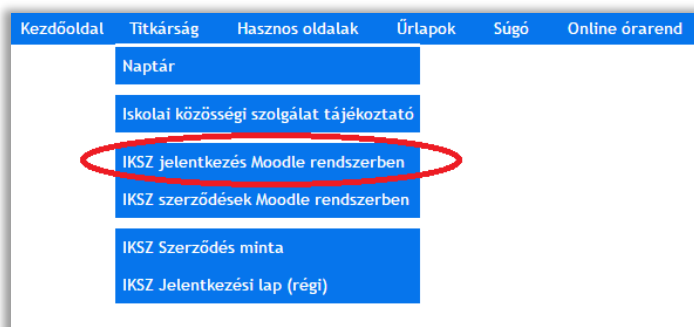 Kezdőoldal Titkárság Hasznos oldalak Űrlapok Súgó Online órarend
Naptár
Iskolai közösségi szolgálat tájékoztató
IKSZ jelentkezés Moodle rendszerben
IKSZ szerződések Moodle rendszerben
IKSZ Szerződés minta
IKSZ Jelentkezési lap (régi)